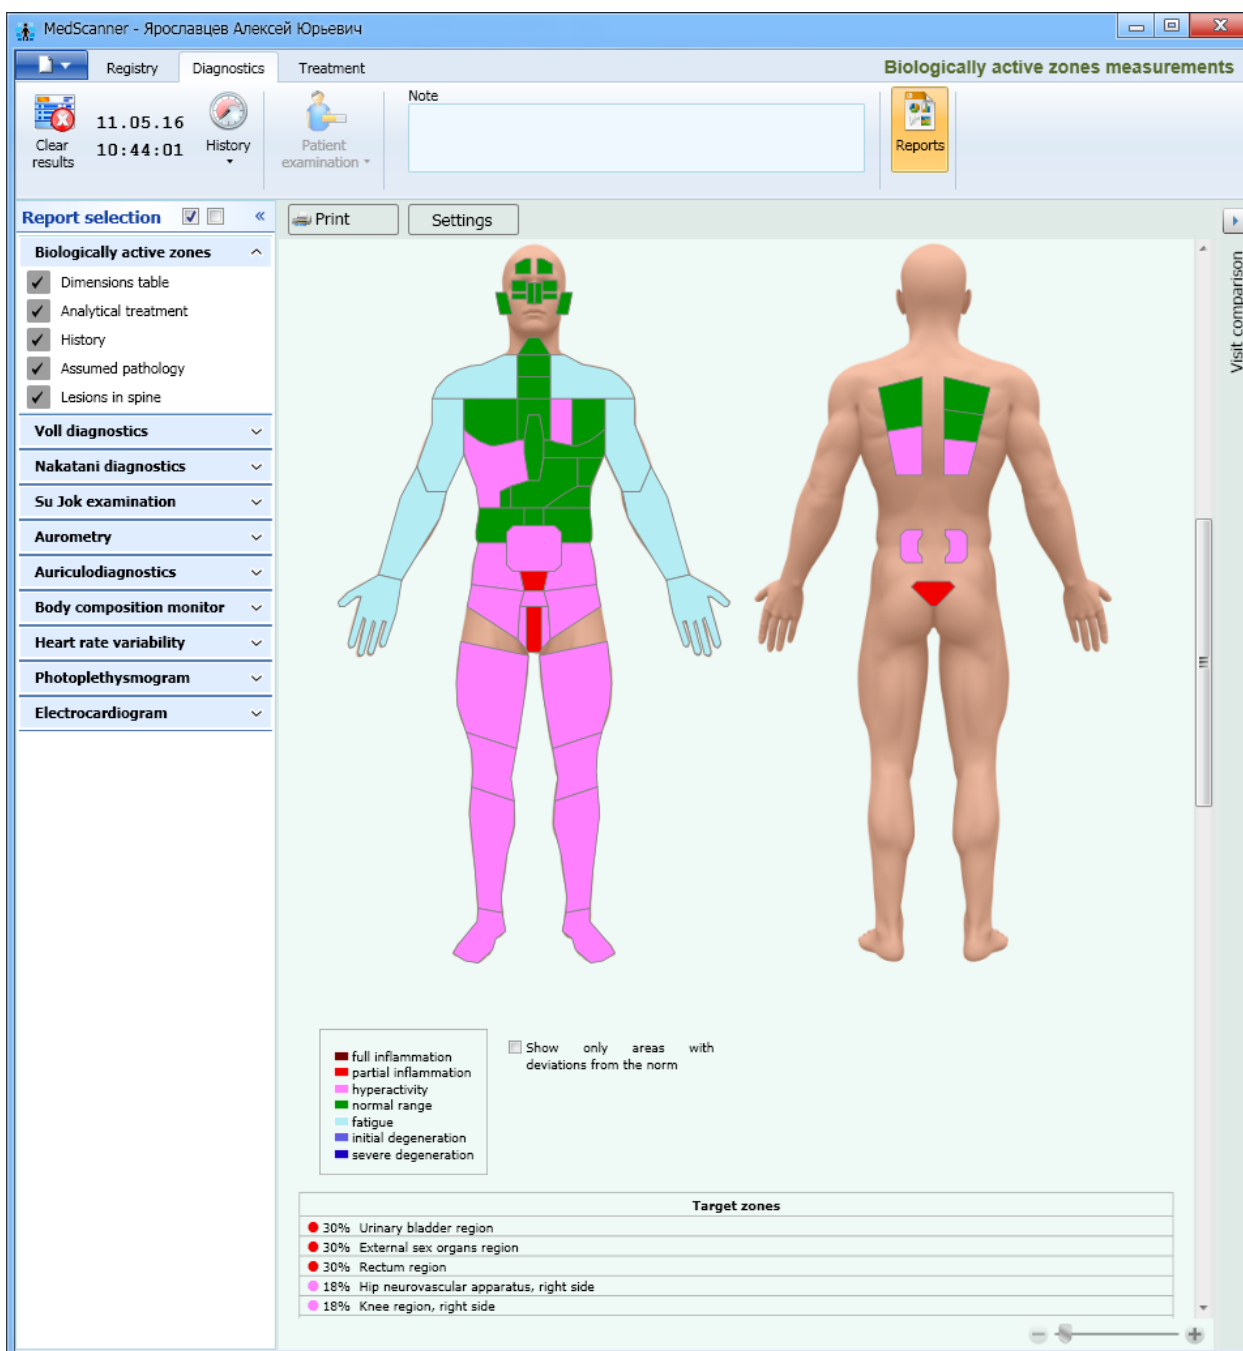 MedScanner - Ярославцев Алексей Юрьевич
Registry
Diagnostics
Treatment
Biologically active zones measurements
Clear results
11.05.16
10:44:01
History
Patient examination
Note
Reports
Report selection
Print
Settings
Visit comparison
Biologically active zones
Dimensions table
Analytical treatment
History
Assumed pathology
Lesions in spine
Voll diagnostics
Nakatani diagnostics
Su Jok examination
Aurometry
Auriculodiagnostics
Body composition monitor
Heart rate variability
Photoplethysmogram
Electrocardiogram
full inflammation
partial inflammation
hyperactivity
normal range
fatigue
initial degeneration
severe degeneration
Show only areas with
deviations from the norm
Target zones
30% Urinary bladder region
30% External sex organs region
30% Rectum region
18% Hip neurovascular apparatus, right side
18% Knee region, right side